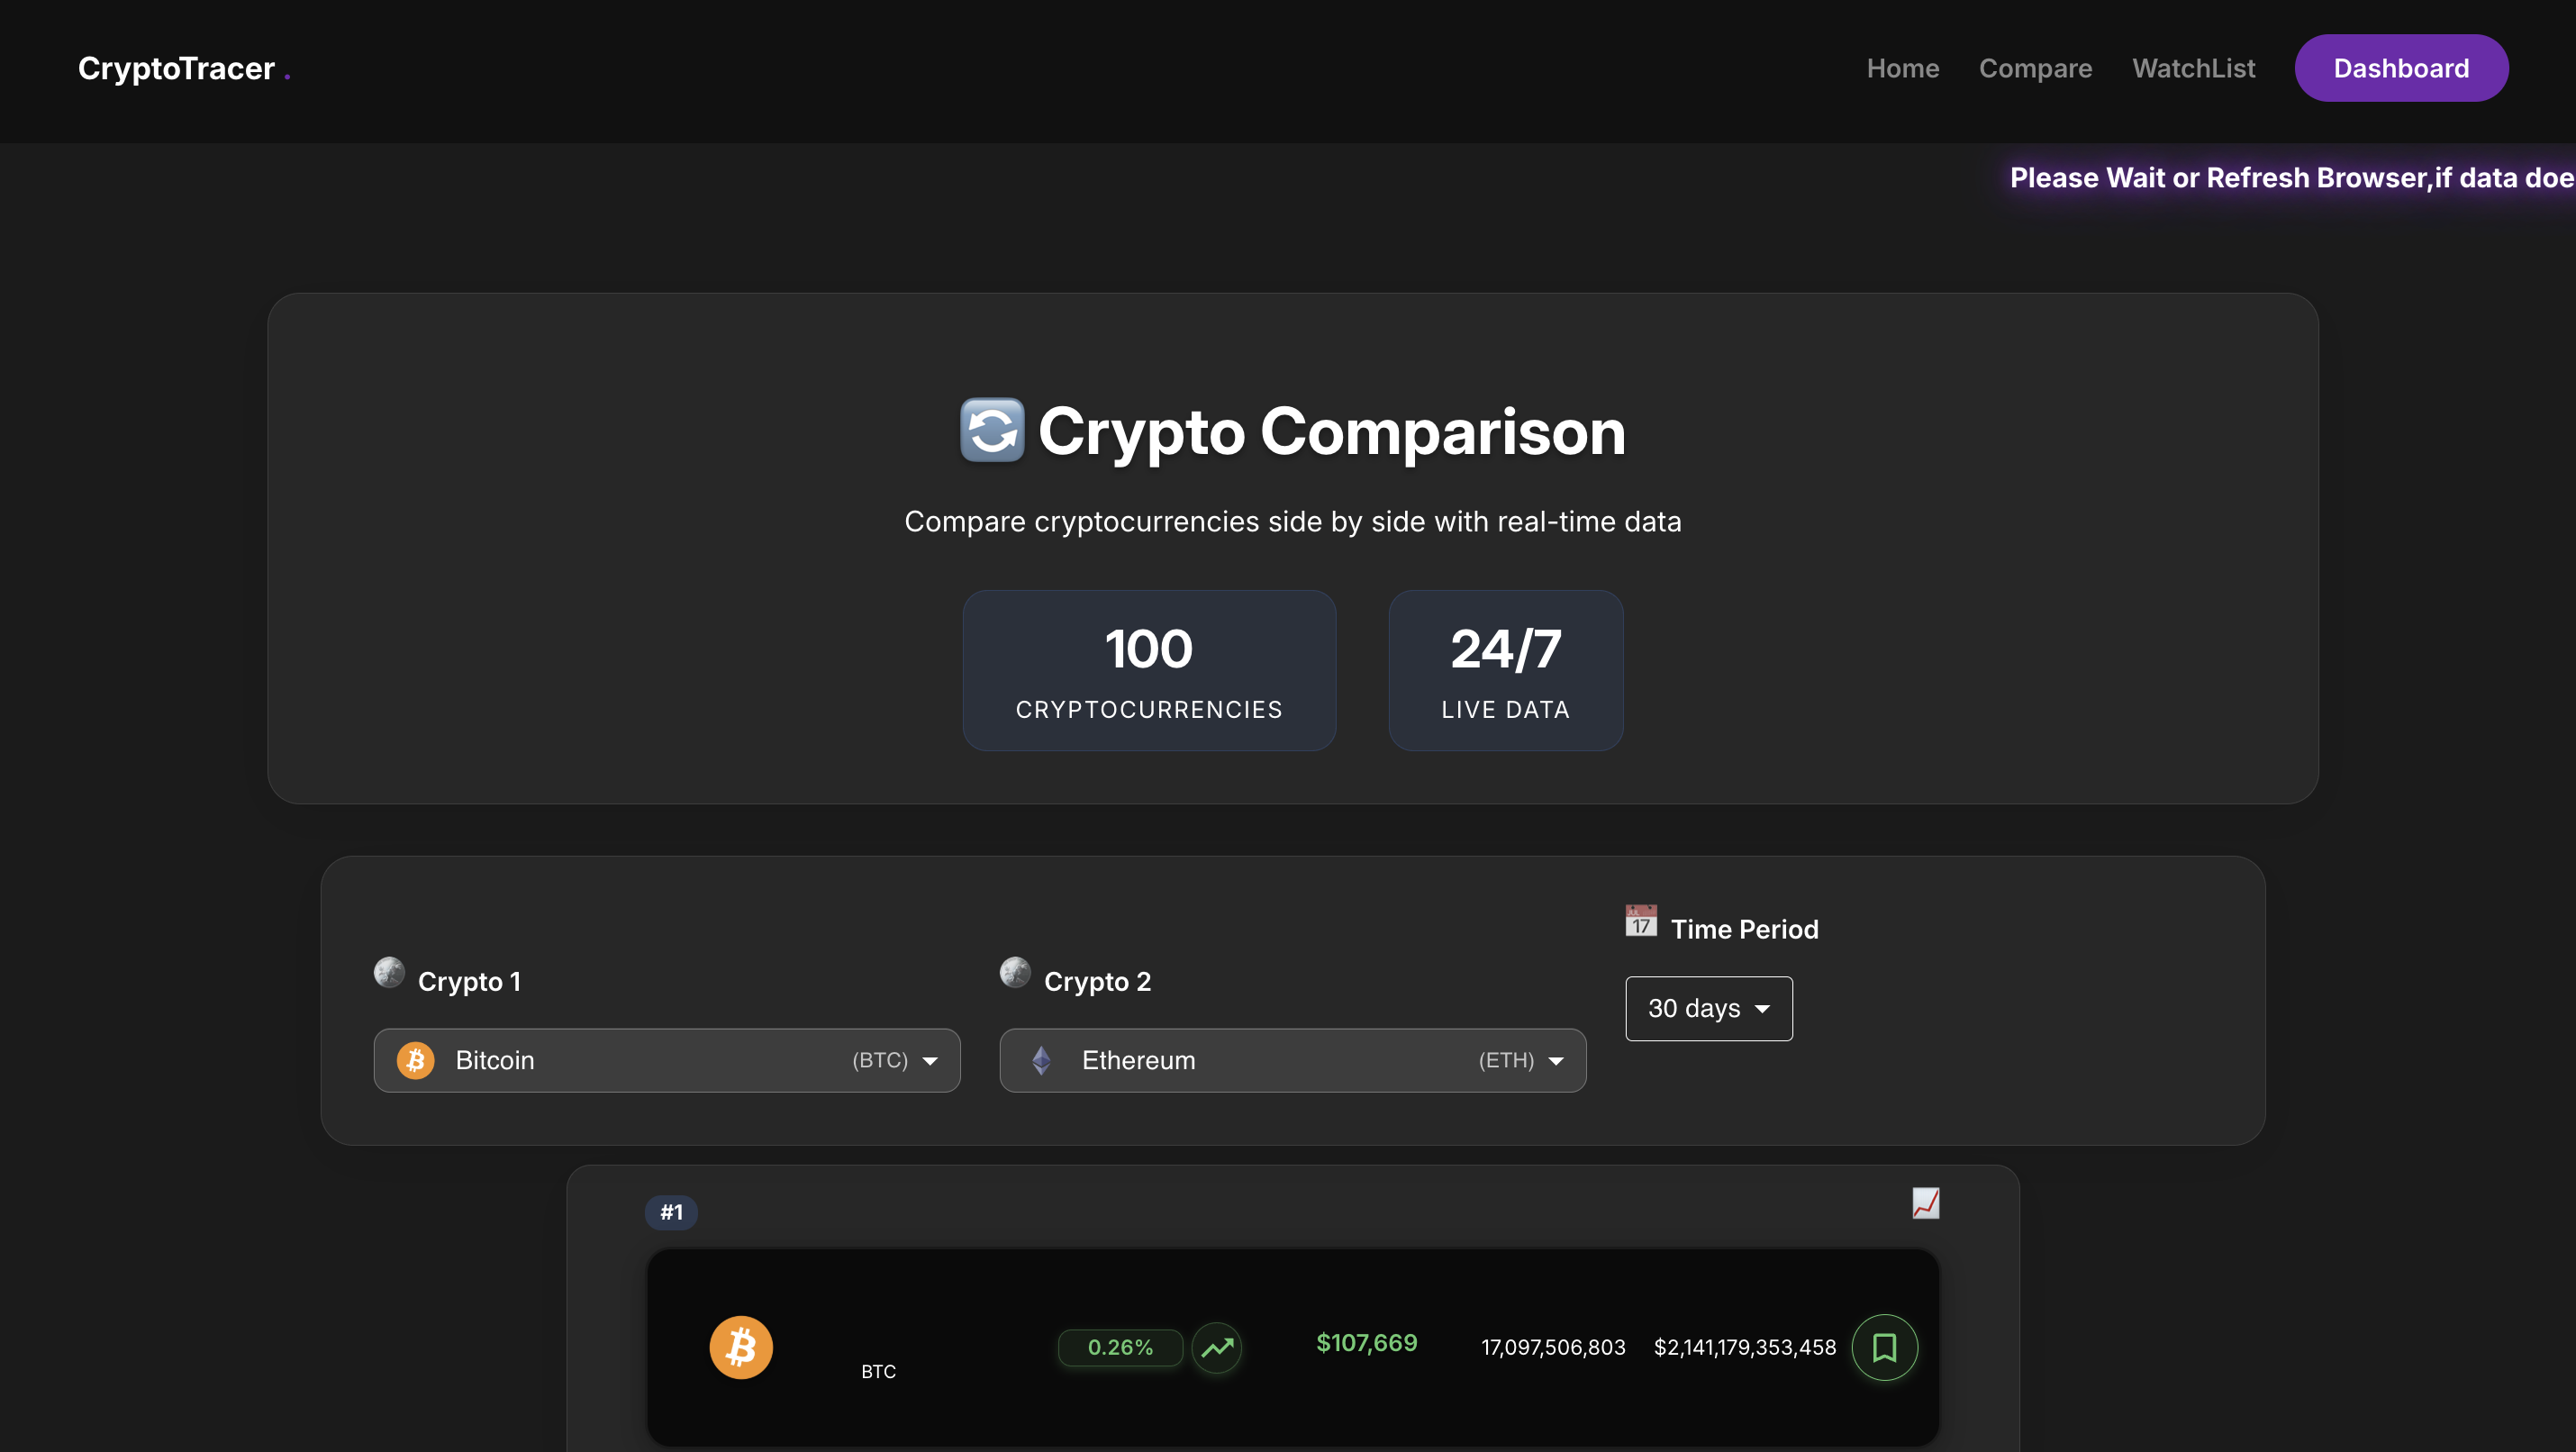 CryptoTracer .
Home Compare WatchList Dashboard
Please Wait or Refresh Browser,if data doe
Crypto Comparison
Compare cryptocurrencies side by side with real-time data
100
CRYPTOCURRENCIES
24/7
LIVE DATA
Crypto 1
Bitcoin (BTC)
Crypto 2
Ethereum (ETH)
JUL
17
Time Period
30 days
#1
BTC
0.26%
$107,669
17,097,506,803
$2,141,179,353,458